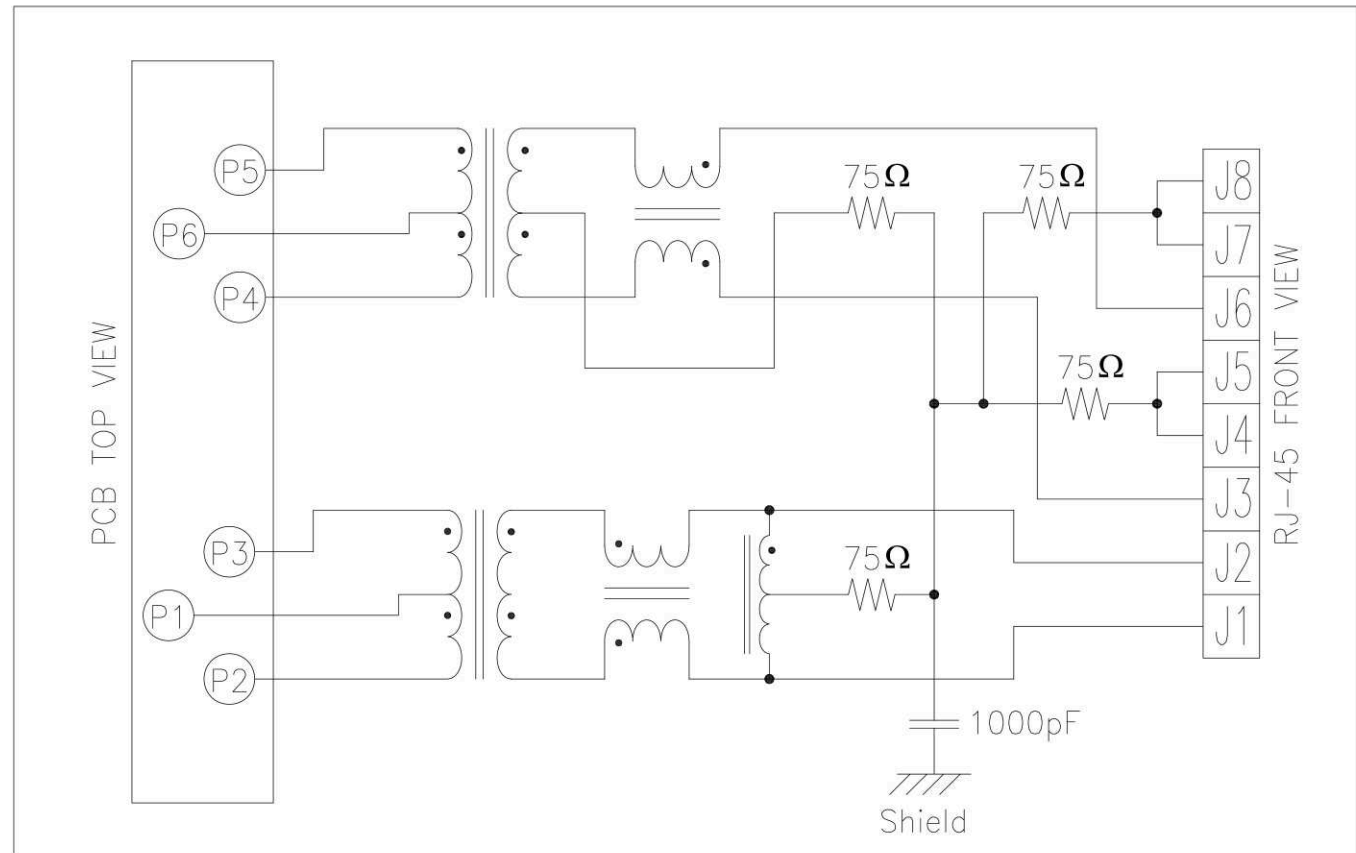 PCB TOP VIEW
P5
P6
P4
P3
P1
P2
75Ω
75Ω
75Ω
75Ω
1000pF
Shield
J8
J7
J6
J5
J4
J3
J2
J1
RJ-45 FRONT VIEW